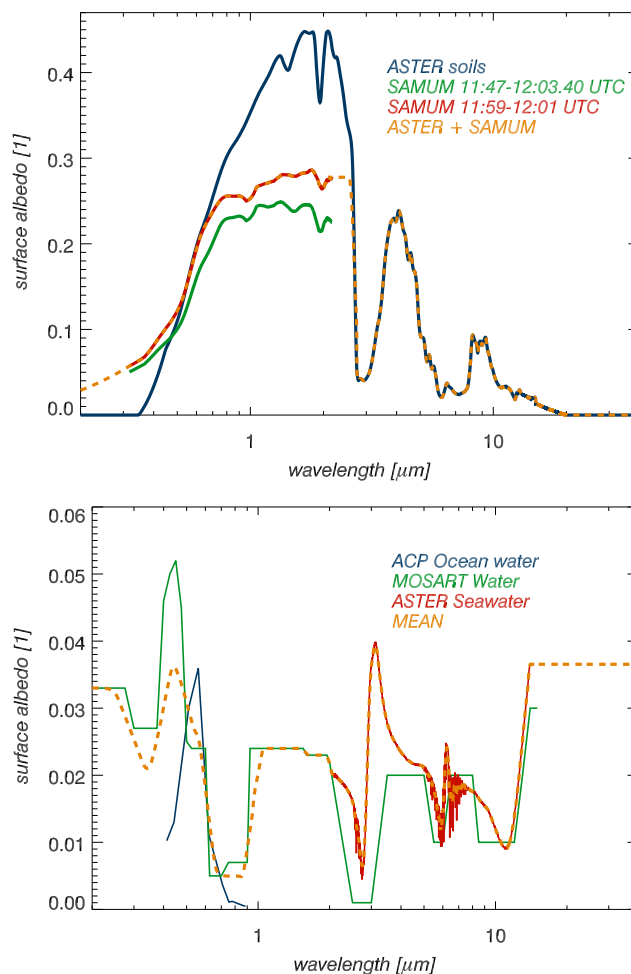 0.4
0.3
0.2
0.1
0.0
surface albedo [1]
ASTER soils
SAMUM 11:47-12:03.40 UTC
SAMUM 11:59-12:01 UTC
ASTER + SAMUM
1
10
wavelength [μm]
0.06
0.05
0.04
0.03
0.02
0.01
0.00
surface albedo [1]
ACP Ocean water
MOSART Water
ASTER Seawater
MEAN
1
10
wavelength [μm]